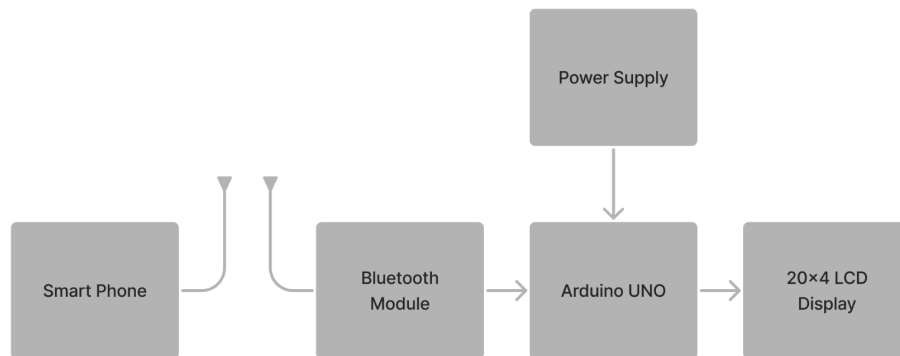 Power Supply
Smart Phone
Bluetooth
Module
Arduino UNO
20×4 LCD
Display